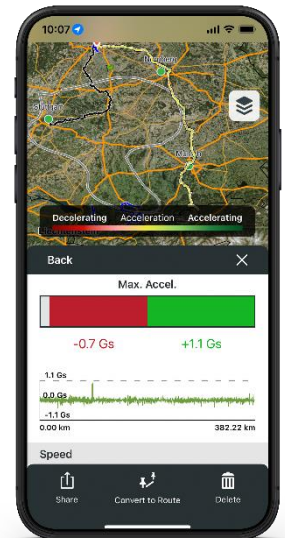 10:07
Decelerating Acceleration Accelerating
Back
Max. Accel.
-0.7 Gs +1.1 Gs
1.1 Gs
0.0 Gs
-1.1 Gs
0.00 km 382.22 km
Speed
Share Convert to Route Delete